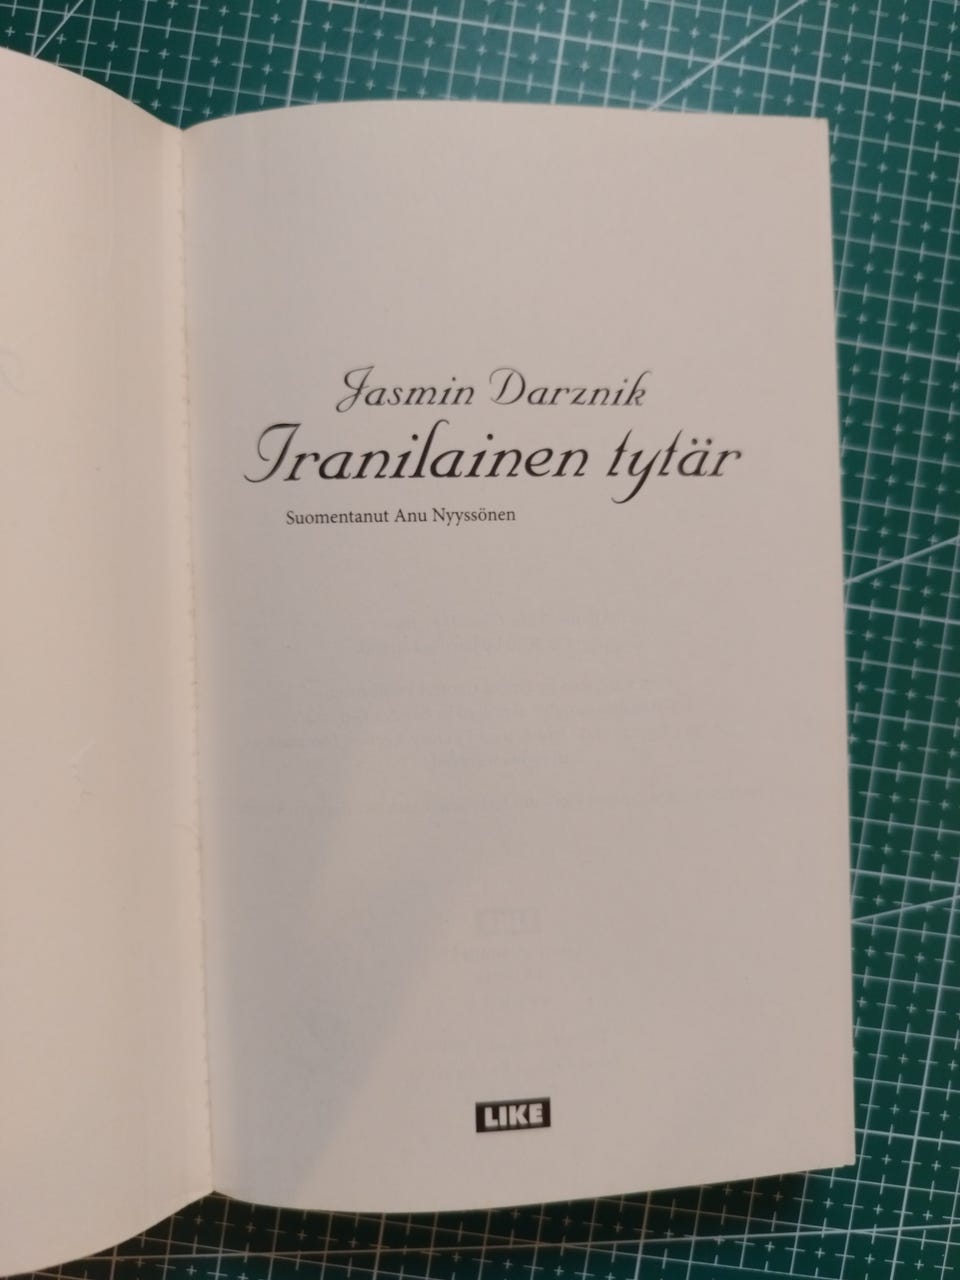 Jasmin Darznik
Iranilainen tytär
Suomentanut Anu Nyyssönen
LIKE